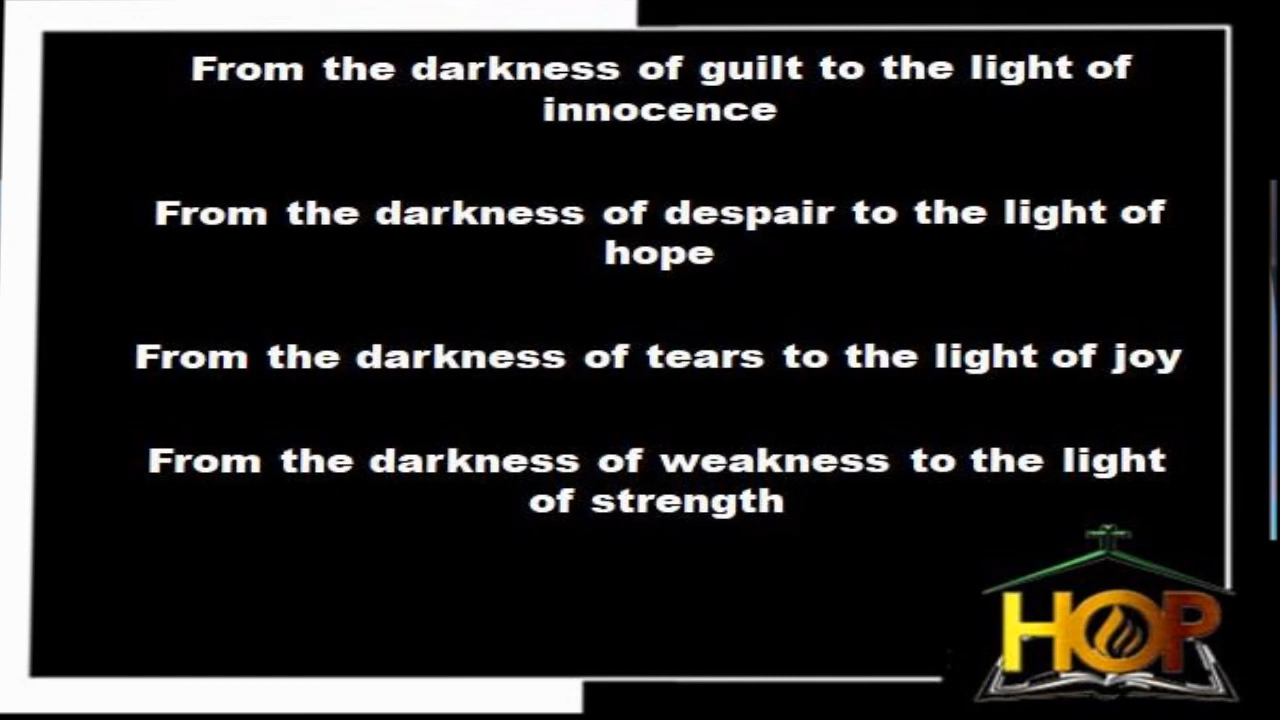 From the darkness of guilt to the light of
innocence
From the darkness of despair to the light of
hope
From the darkness of tears to the light of joy
From the darkness of weakness to the light
of strength
HOP